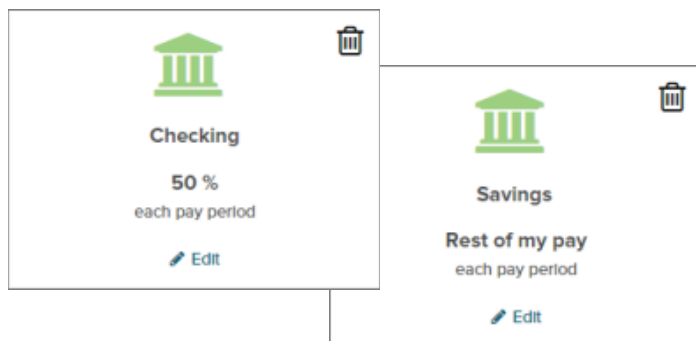 Checking
50 %
each pay period
Edit
Savings
Rest of my pay
each pay period
Edit